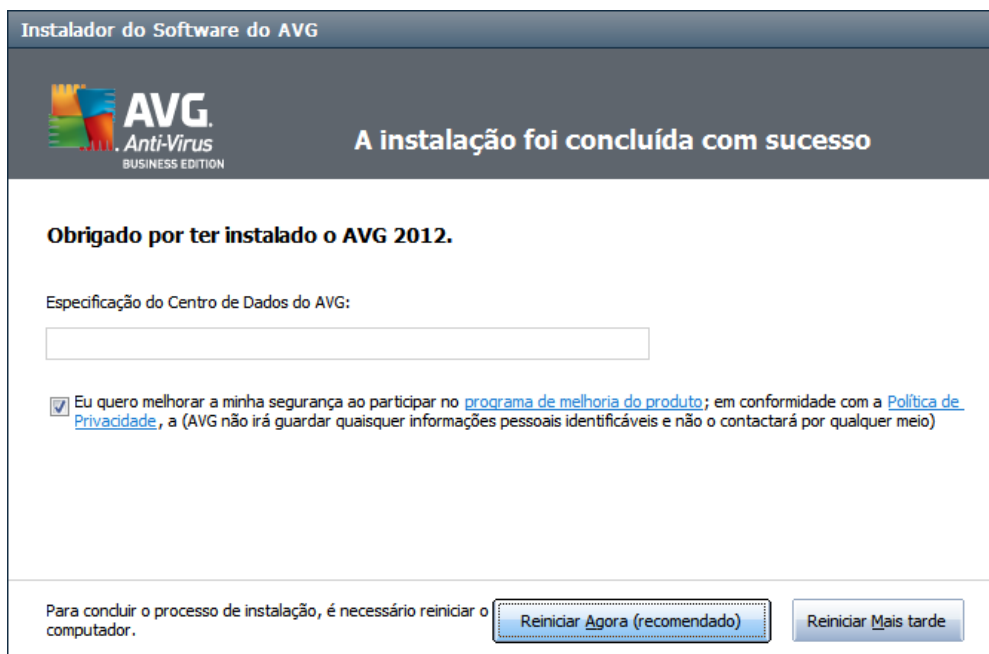 Instalador do Software do AVG
AVG.
Anti-Virus
BUSINESS EDITION
A instalação foi concluída com sucesso
Obrigado por ter instalado o AVG 2012.
Especificação do Centro de Dados do AVG:
Eu quero melhorar a minha segurança ao participar no programa de melhoria do produto; em conformidade com a Política de
Privacidade, a (AVG não irá guardar quaisquer informações pessoais identificáveis e não o contactará por qualquer meio)
Para concluir o processo de instalação, é necessário reiniciar o
computador.
Reiniciar Agora (recomendado)
Reiniciar Mais tarde